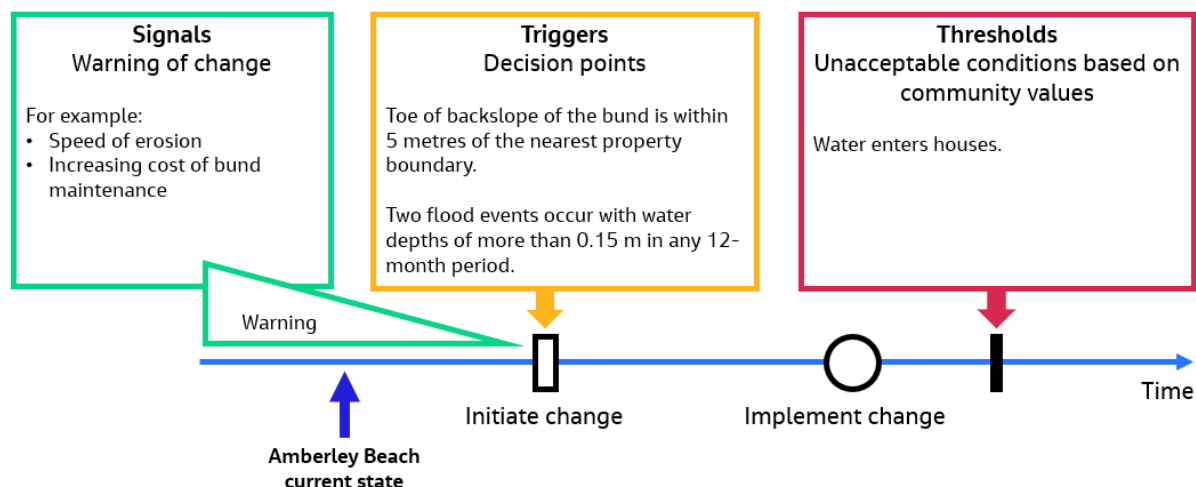 Signals
Warning of change
For example:
• Speed of erosion
• Increasing cost of bund
maintenance
Triggers
Decision points
Toe of backslope of the bund is within
5 metres of the nearest property
boundary.
Two flood events occur with water
depths of more than 0.15 m in any 12-
month period.
Thresholds
Unacceptable conditions based on
community values
Water enters houses.
Warning
Initiate change
Implement change
Time
Amberley Beach
current state